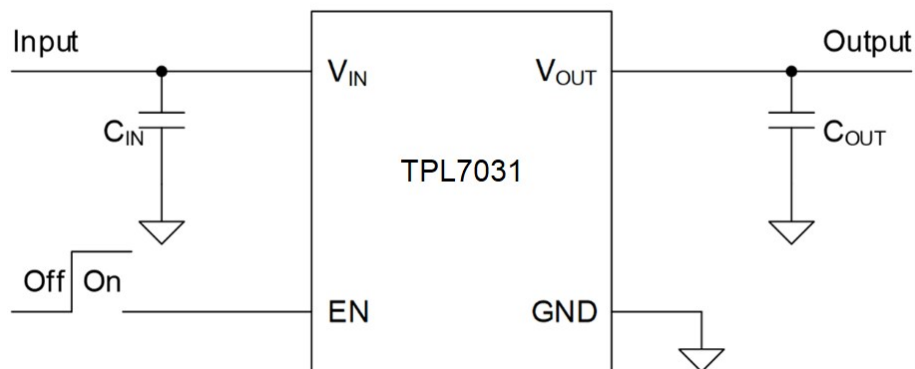 Input
Output
VIN
VOUT
CIN
COUT
TPL7031
Off On
EN
GND